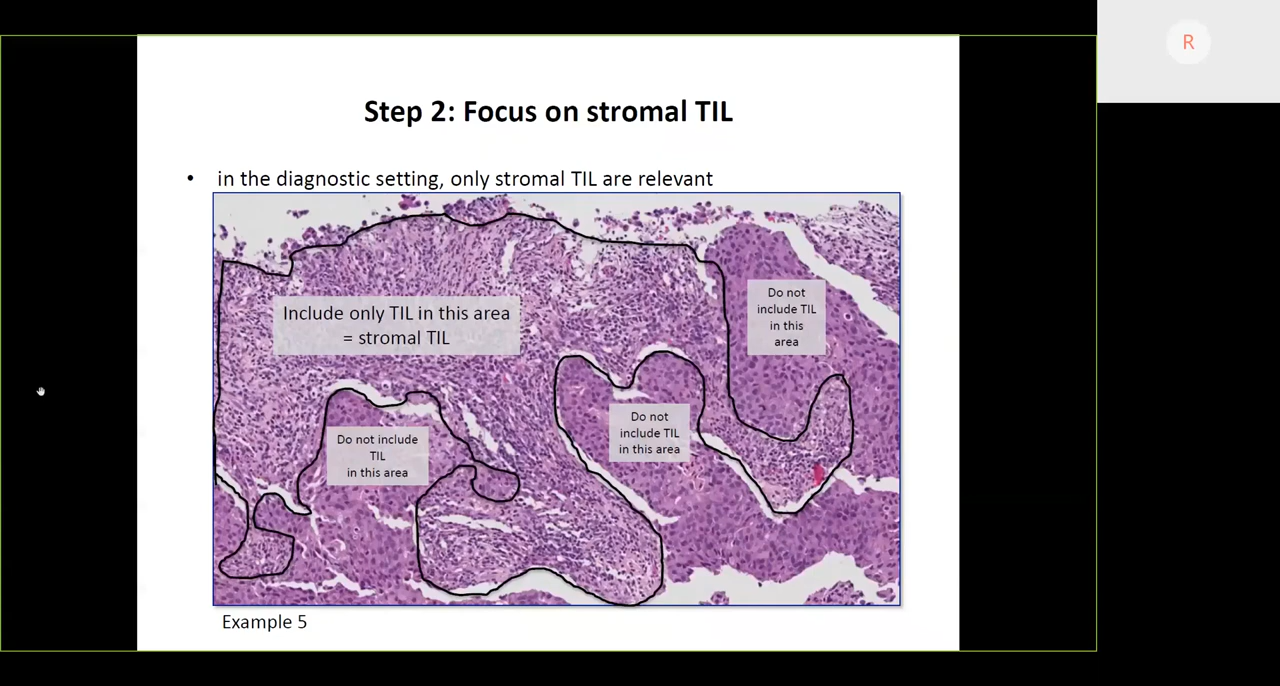 R
Step 2: Focus on stromal TIL
• in the diagnostic setting, only stromal TIL are relevant
Include only TIL in this area
= stromal TIL
Do not
include TIL
in this
area
Do not include
TIL
in this area
Do not
include TIL
in this area
Example 5